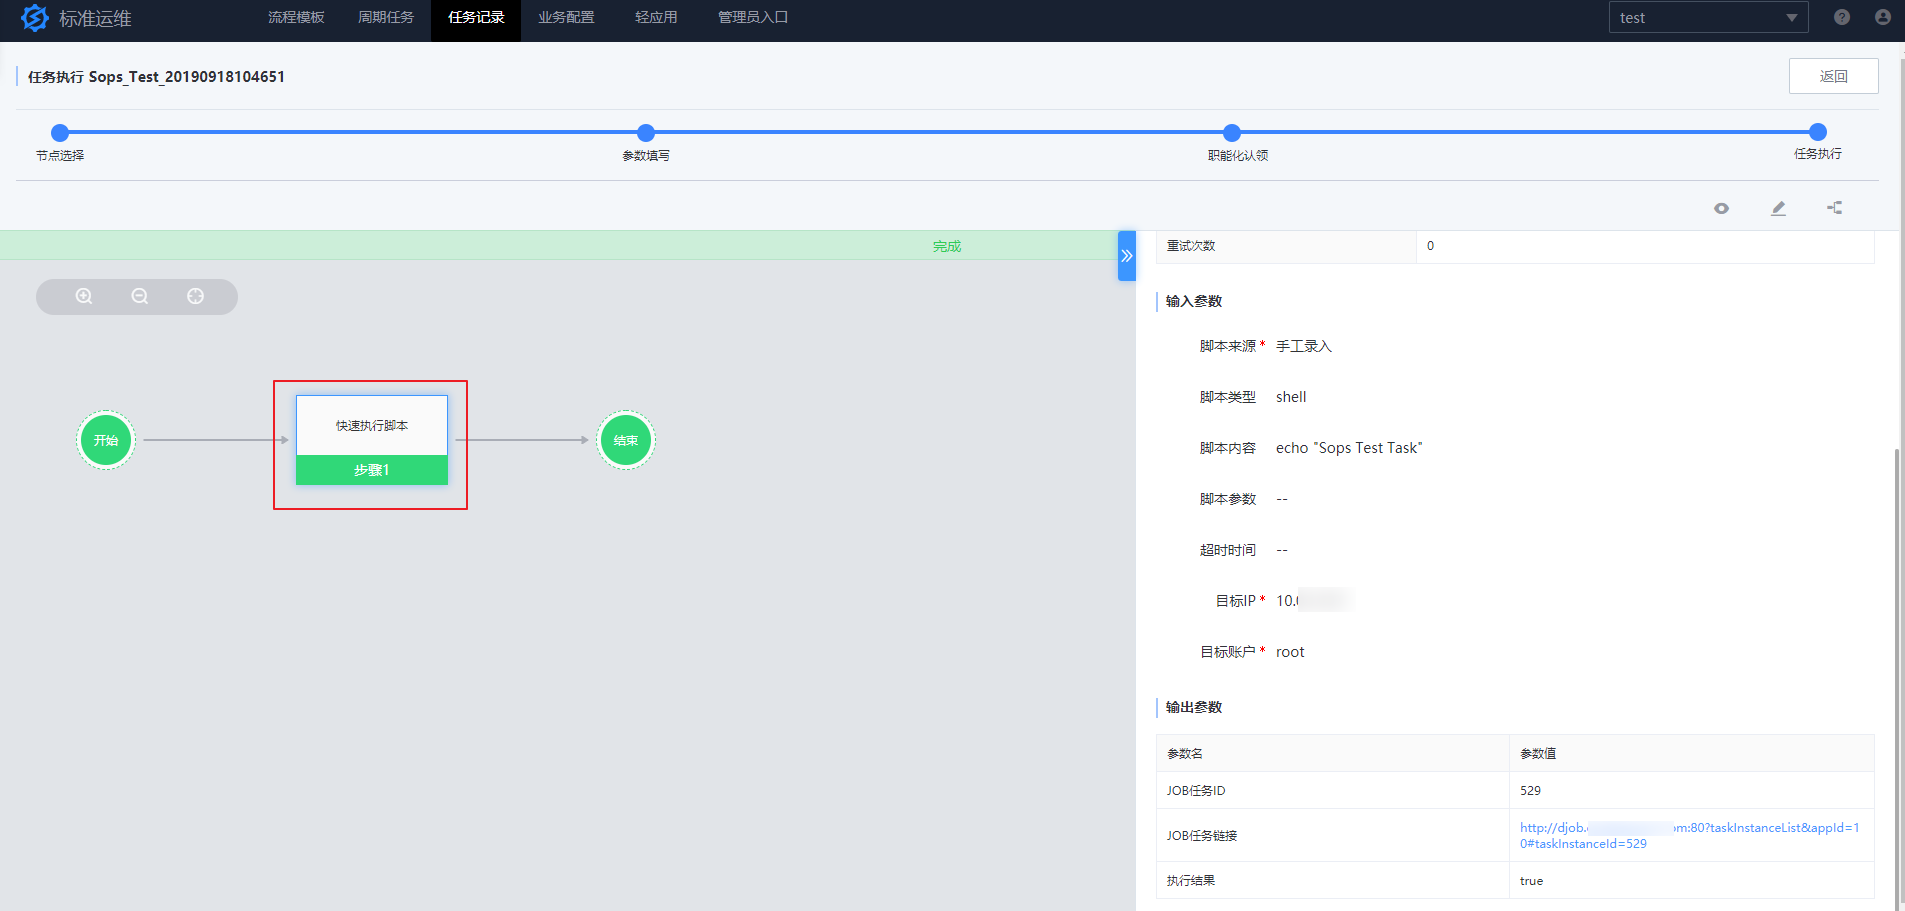 标准运维 流程模板 周期任务 任务记录 业务配置 轻应用 管理员入口 test
任务执行 Sops_Test_20190918104651 返回
节点选择 参数填写 职能化认领 任务执行
完成
开始
快速执行脚本
步骤1
结束
重试次数 0
输入参数
脚本来源* 手工录入
脚本类型 shell
脚本内容 echo "Sops Test Task"
脚本参数 --
超时时间 --
目标IP* 10.
目标账户* root
输出参数
参数名 参数值
JOB任务ID 529
JOB任务链接 http://djob. om:80?taskInstanceList&appId=1
0#taskInstanceId=529
执行结果 true